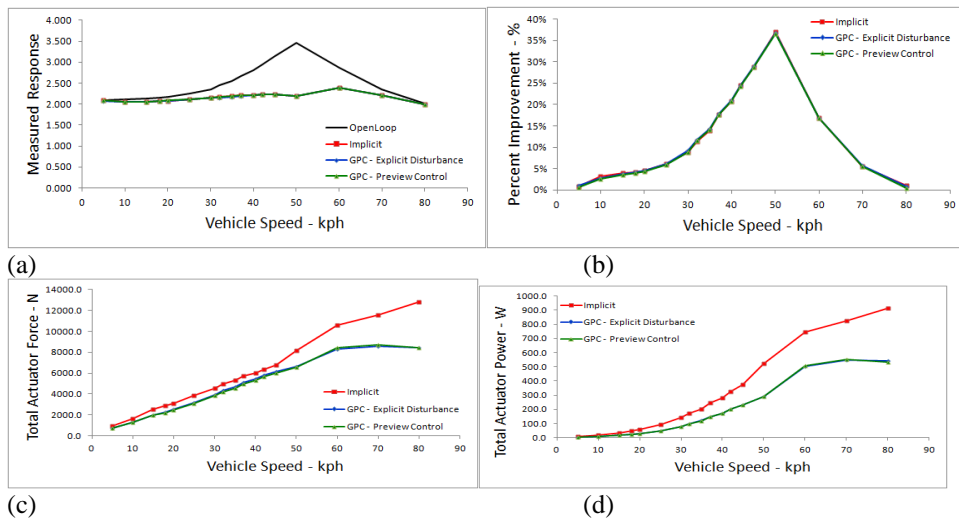 Measured Response
4.000
3.500
3.000
2.500
2.000
1.500
1.000
0.500
0.000
OpenLoop
Implicit
GPC - Explicit Disturbance
GPC - Preview Control
0 10 20 30 40 50 60 70 80 90
Vehicle Speed - kph
(a)
Percent Improvement - %
40%
35%
30%
25%
20%
15%
10%
5%
0%
Implicit
GPC - Explicit Disturbance
GPC - Preview Control
0 10 20 30 40 50 60 70 80 90
Vehicle Speed - kph
(b)
Total Actuator Force - N
14000.0
12000.0
10000.0
8000.0
6000.0
4000.0
2000.0
0.0
Implicit
GPC - Explicit Disturbance
GPC - Preview Control
0 10 20 30 40 50 60 70 80 90
Vehicle Speed - kph
(c)
Total Actuator Power - W
1000.0
900.0
800.0
700.0
600.0
500.0
400.0
300.0
200.0
100.0
0.0
Implicit
GPC - Explicit Disturbance
GPC - Preview Control
0 10 20 30 40 50 60 70 80 90
Vehicle Speed - kph
(d)